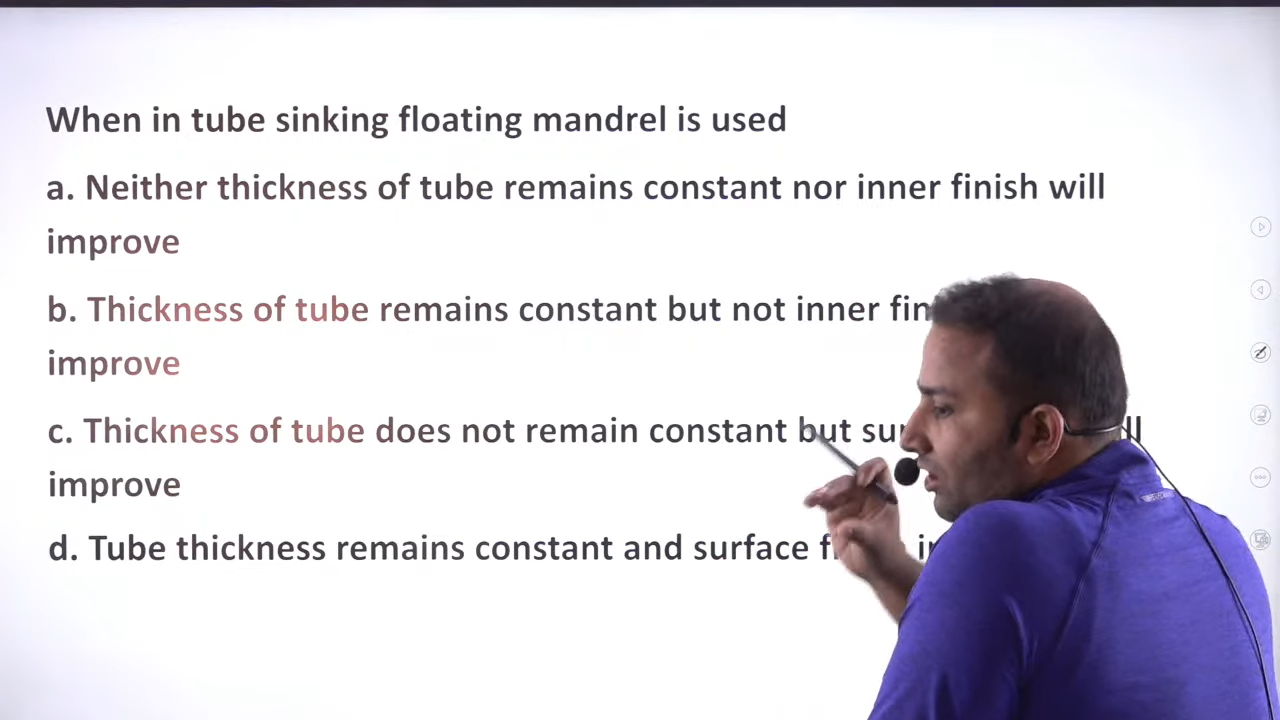 When in tube sinking floating mandrel is used
a. Neither thickness of tube remains constant nor inner finish will
improve
b. Thickness of tube remains constant but not inner
improve
c. Thickness of tube does not remain constant but
improve
d. Tube thickness remains constant and surface